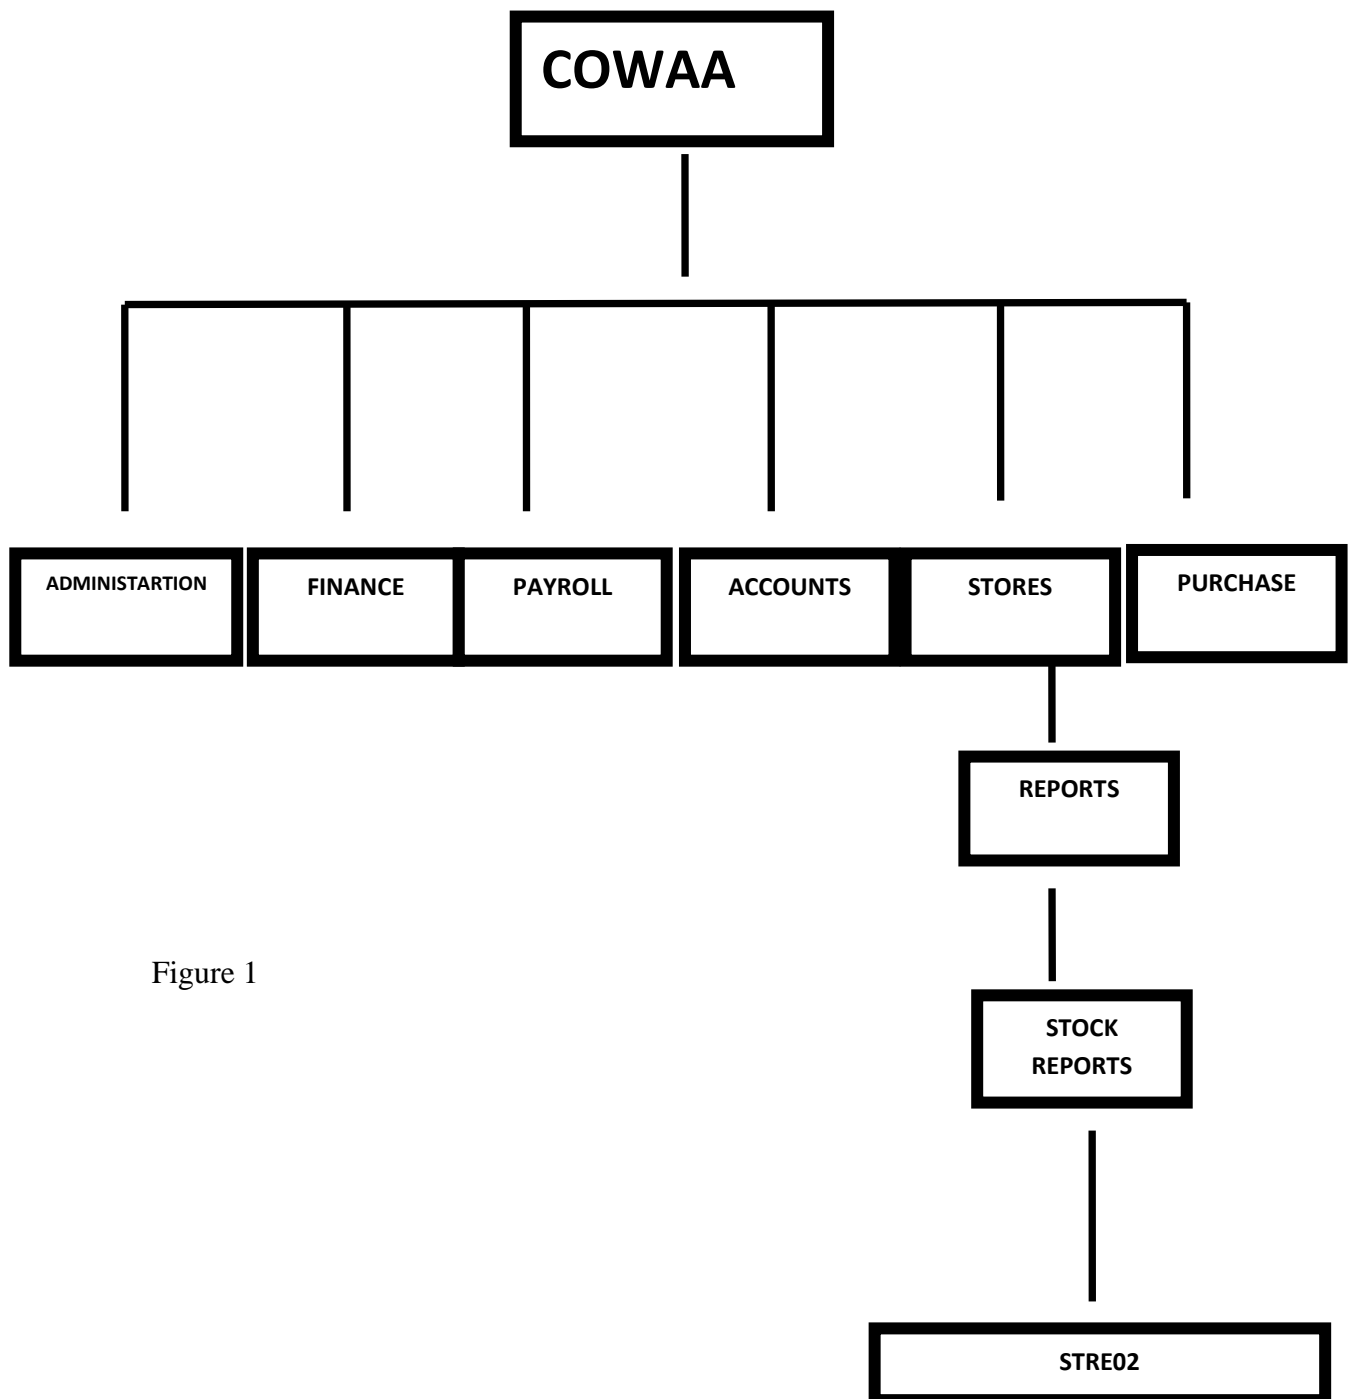 COWAA
ADMINISTARTION
FINANCE
PAYROLL
ACCOUNTS
STORES
PURCHASE
REPORTS
Figure 1
STOCK
REPORTS
STRE02